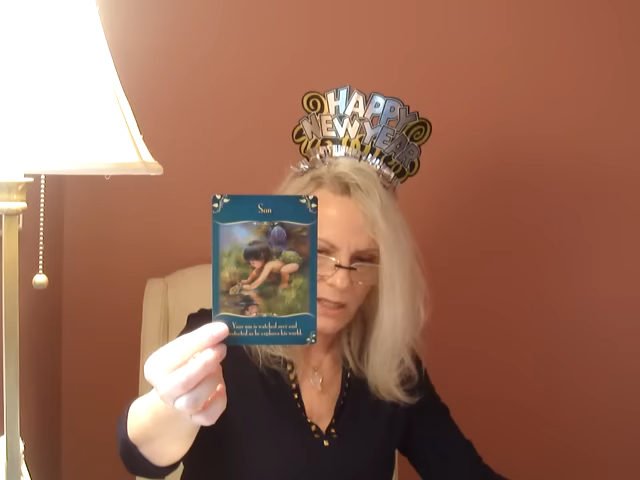 HAPPY
NEW YEAR
Son
Your son is watched over and
protected as he explores his world.